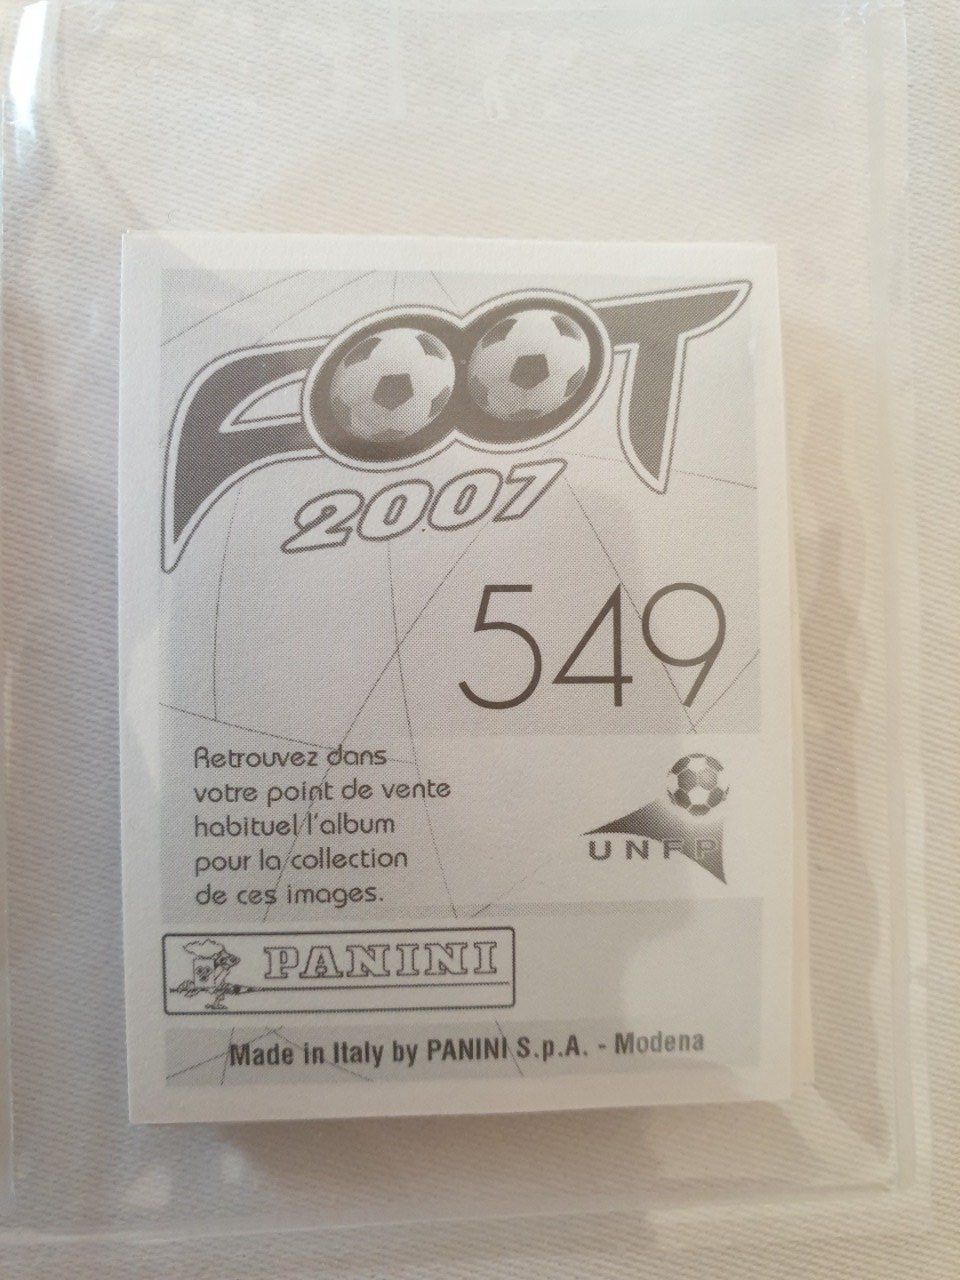 FOOT
2007
549
Retrouvez dans
votre point de vente
habituel l'album
pour la collection
de ces images.
UNFP
PANINI
Made in Italy by PANINI S.p.A. - Modena